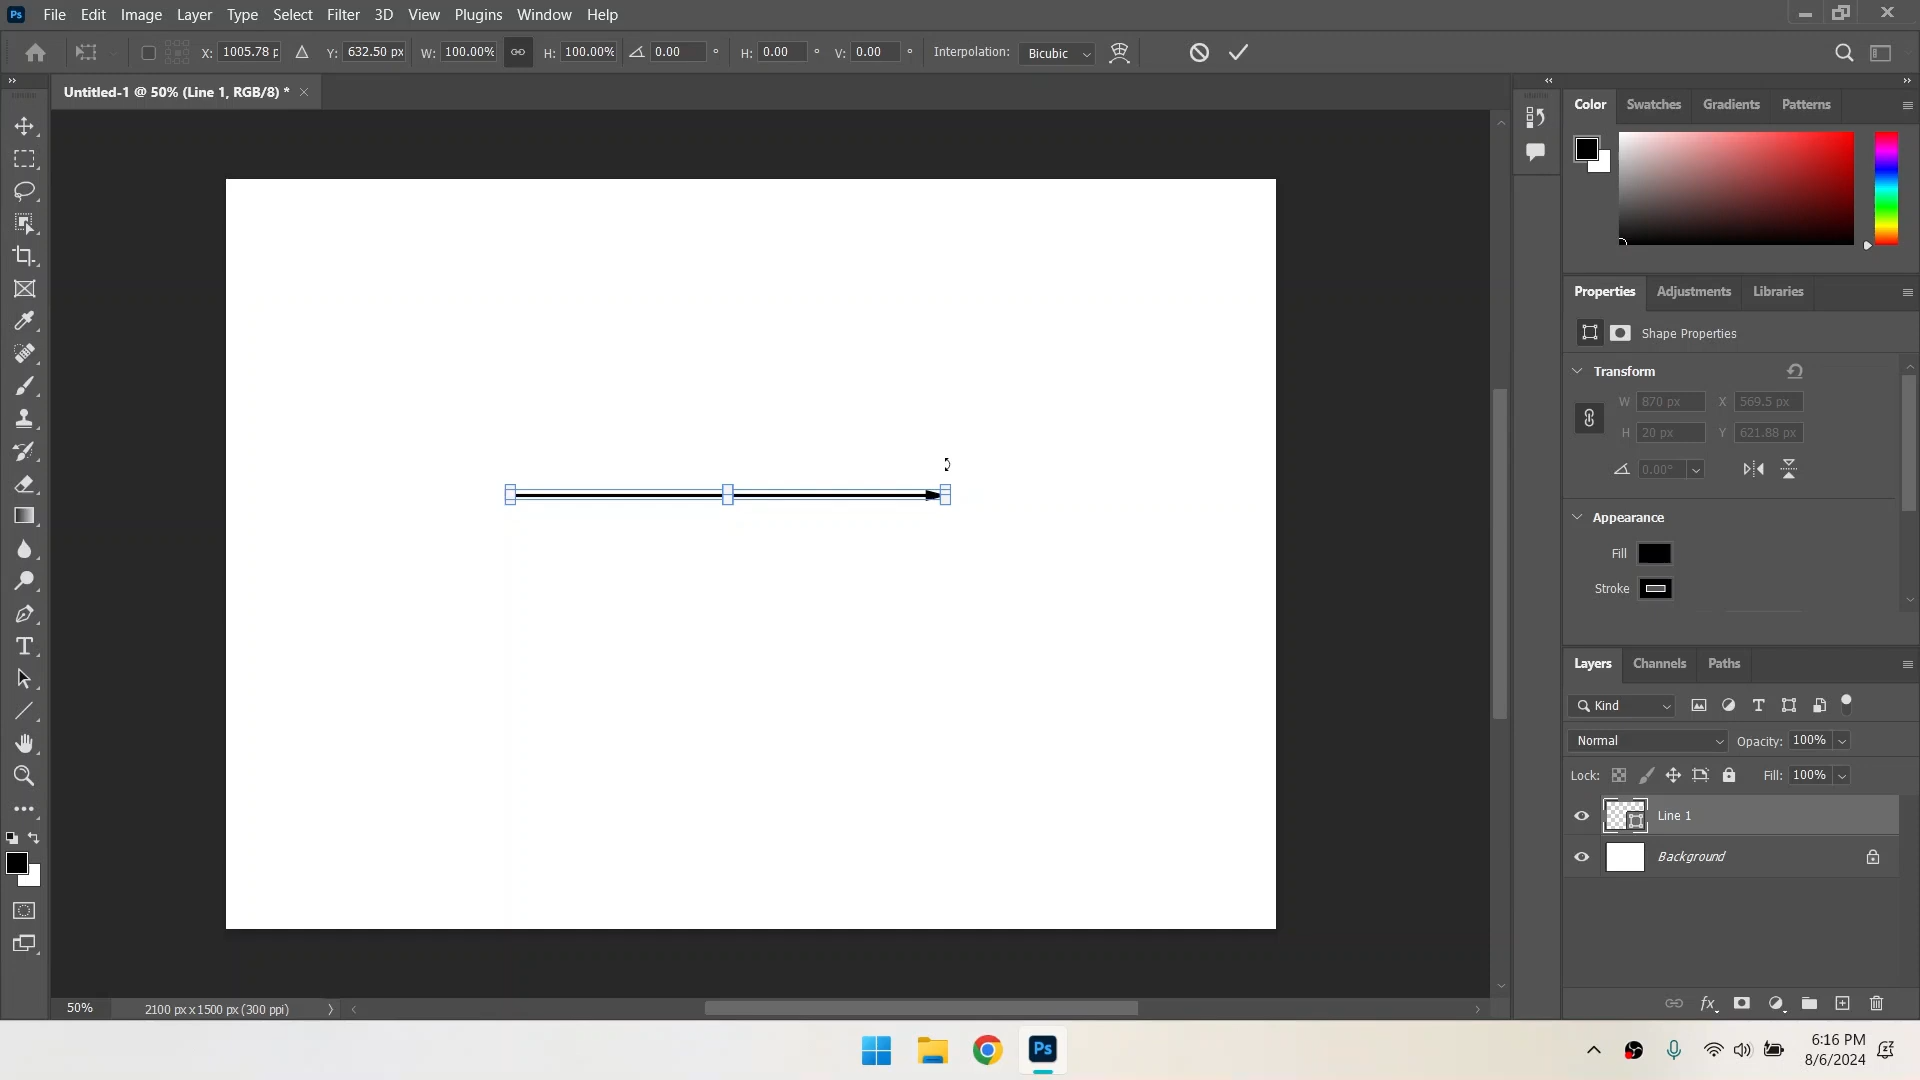 Ps File Edit Image Layer Type Select Filter 3D View Plugins Window Help
X: 1005.78 p Y: 632.50 px W: 100.00% H: 100.00% 0.00 ° H: 0.00 ° V: 0.00 ° Interpolation: Bicubic
Untitled-1 @ 50% (Line 1, RGB/8) * ×
Color Swatches Gradients Patterns
Properties Adjustments Libraries
Shape Properties
Transform
W 870 px X 569.5 px
H 20 px Y 621.88 px
0.00°
Appearance
Fill
Stroke
Layers Channels Paths
Kind
Normal Opacity: 100%
Lock: Fill: 100%
Line 1
Background
fx
50% 2100 px x 1500 px (300 ppi)
Ps
6:16 PM
8/6/2024